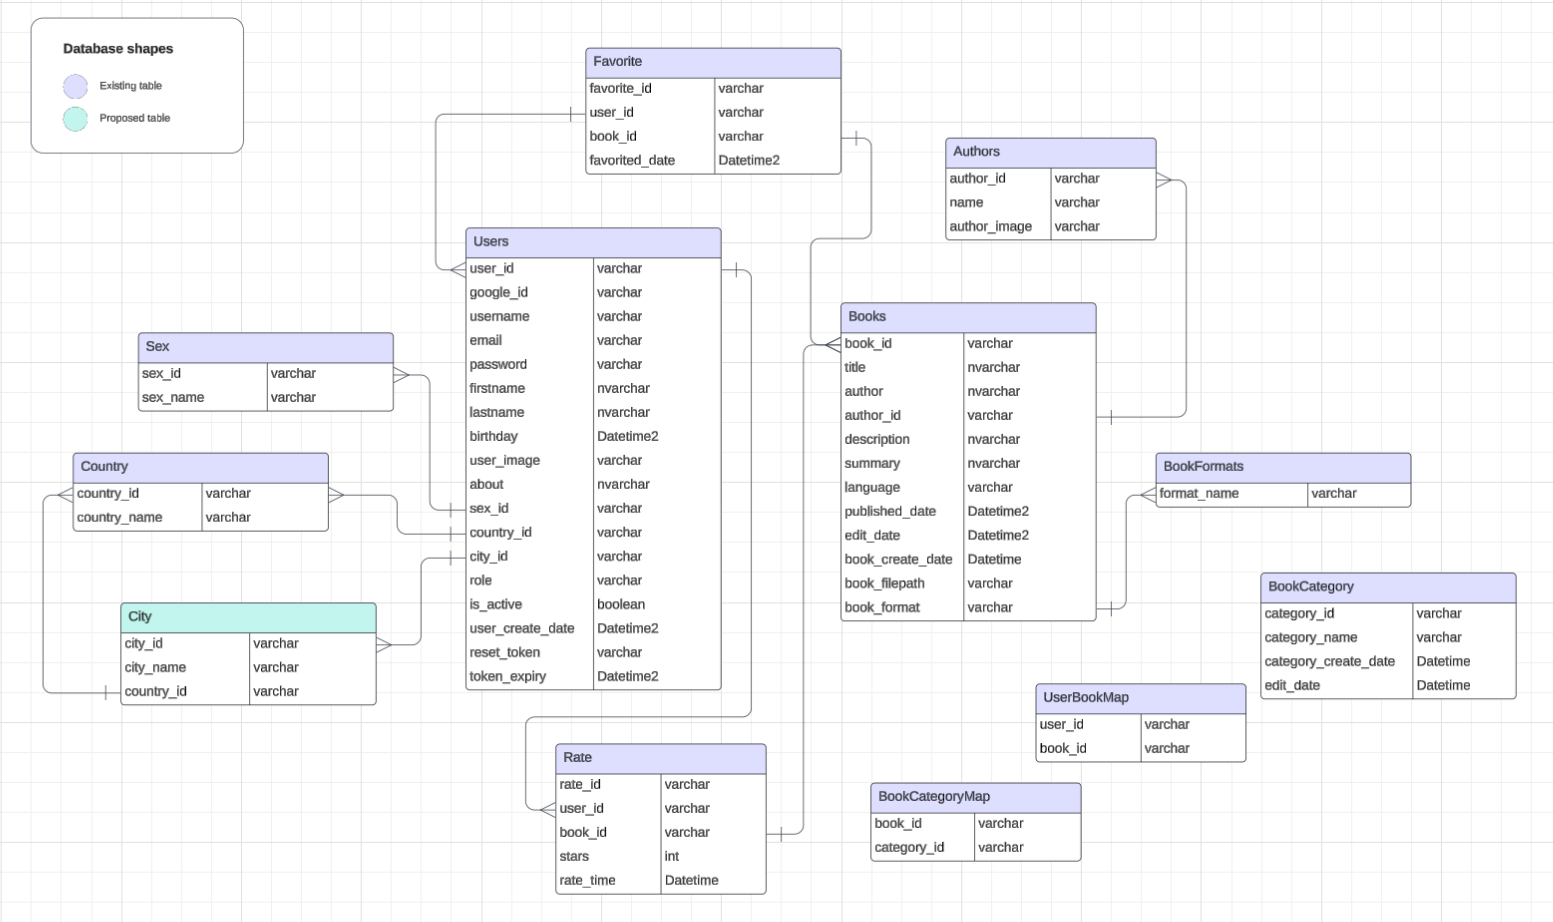 Database shapes
Existing table
Proposed table
Favorite
favorite_id varchar
user_id varchar
book_id varchar
favorited_date Datetime2
Authors
author_id varchar
name varchar
author_image varchar
Users
user_id varchar
google_id varchar
username varchar
email varchar
password varchar
firstname nvarchar
lastname nvarchar
birthday Datetime2
user_image varchar
about nvarchar
sex_id varchar
country_id varchar
city_id varchar
role varchar
is_active boolean
user_create_date Datetime2
reset_token varchar
token_expiry Datetime2
Books
book_id varchar
title nvarchar
author nvarchar
author_id varchar
description nvarchar
summary nvarchar
language varchar
published_date Datetime2
edit_date Datetime2
book_create_date Datetime
book_filepath varchar
book_format varchar
Sex
sex_id varchar
sex_name varchar
Country
country_id varchar
country_name varchar
BookFormats
format_name varchar
City
city_id varchar
city_name varchar
country_id varchar
BookCategory
category_id varchar
category_name varchar
category_create_date Datetime
edit_date Datetime
UserBookMap
user_id varchar
book_id varchar
Rate
rate_id varchar
user_id varchar
book_id varchar
stars int
rate_time Datetime
BookCategoryMap
book_id varchar
category_id varchar